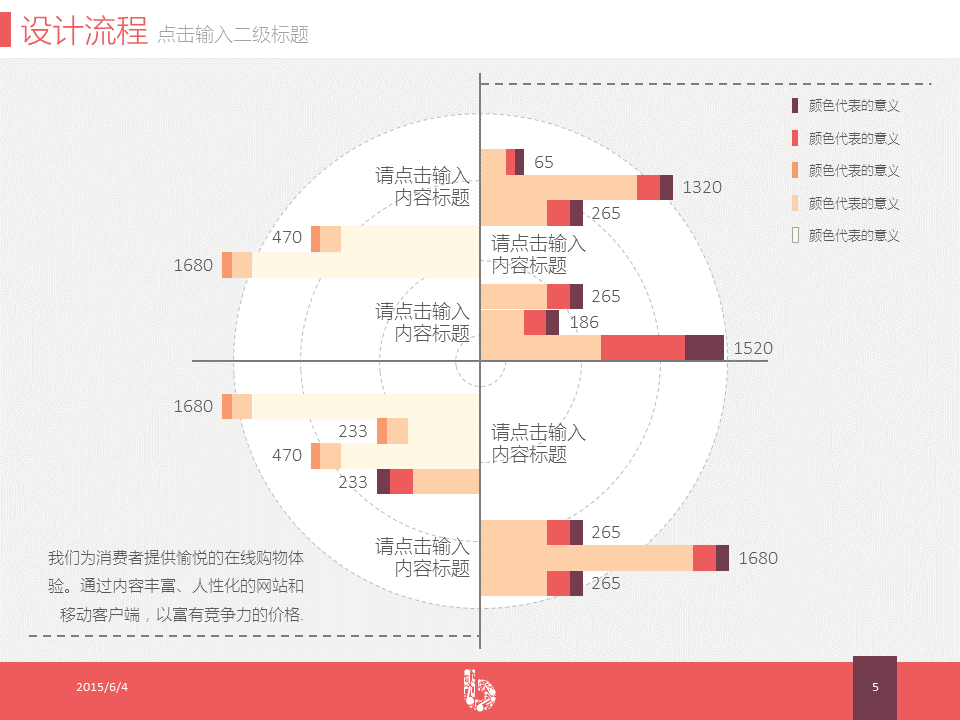 设计流程 点击输入二级标题
颜色代表的意义
颜色代表的意义
颜色代表的意义
颜色代表的意义
颜色代表的意义
请点击输入
内容标题
65
1320
265
470
1680
请点击输入
内容标题
请点击输入
内容标题
265
186
1520
1680
233
470
233
请点击输入
内容标题
请点击输入
内容标题
265
1680
265
我们为消费者提供愉悦的在线购物体
验。通过内容丰富、人性化的网站和
移动客户端，以富有竞争力的价格.
2015/6/4
5